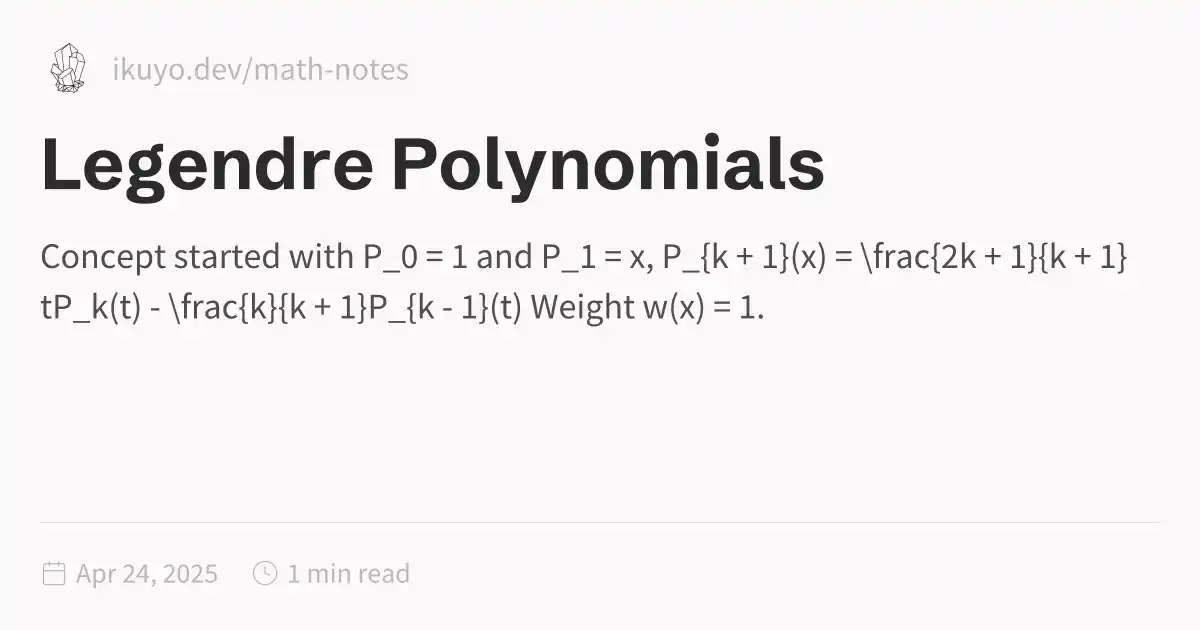 ikuyo.dev/math-notes
Legendre Polynomials
Concept started with P_0 = 1 and P_1 = x, P_{k + 1}(x) = \frac{2k + 1}{k + 1}
tP_k(t) - \frac{k}{k + 1}P_{k - 1}(t) Weight w(x) = 1.
Apr 24, 2025 1 min read